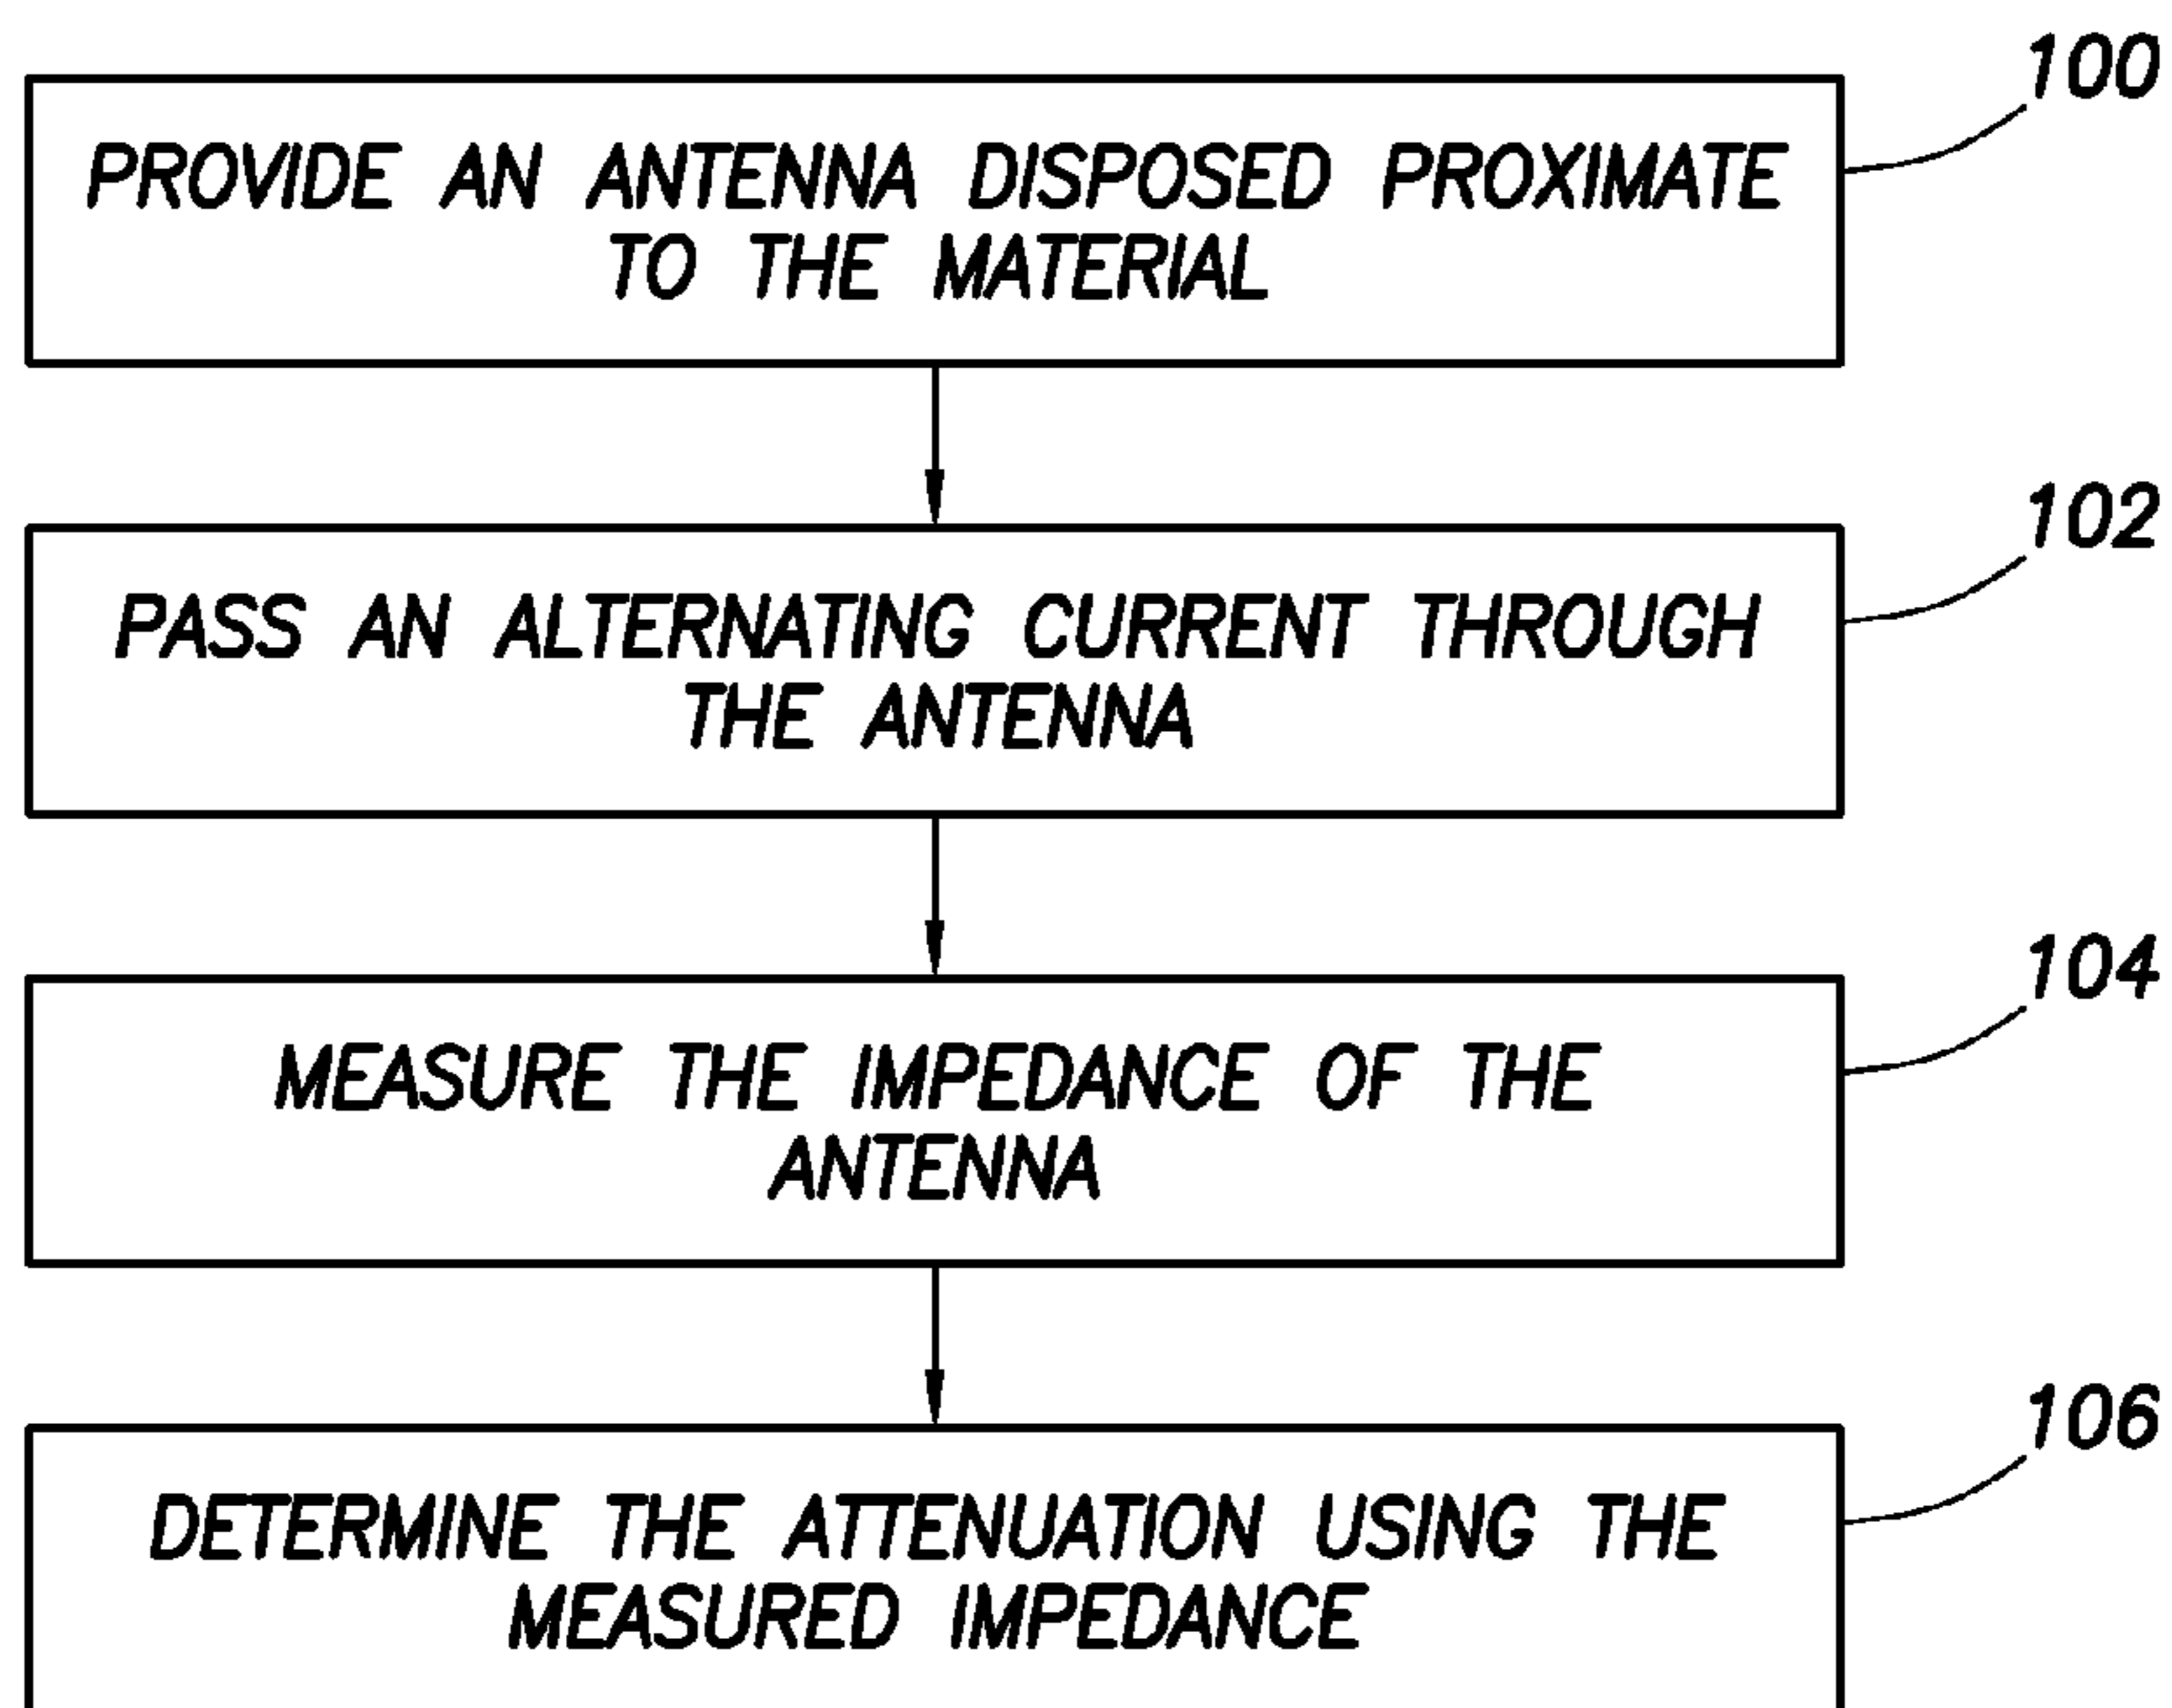 100
PROVIDE AN ANTENNA DISPOSED PROXIMATE
TO THE MATERIAL
102
PASS AN ALTERNATING CURRENT THROUGH
THE ANTENNA
104
MEASURE THE IMPEDANCE OF THE
ANTENNA
106
DETERMINE THE ATTENUATION USING THE
MEASURED IMPEDANCE